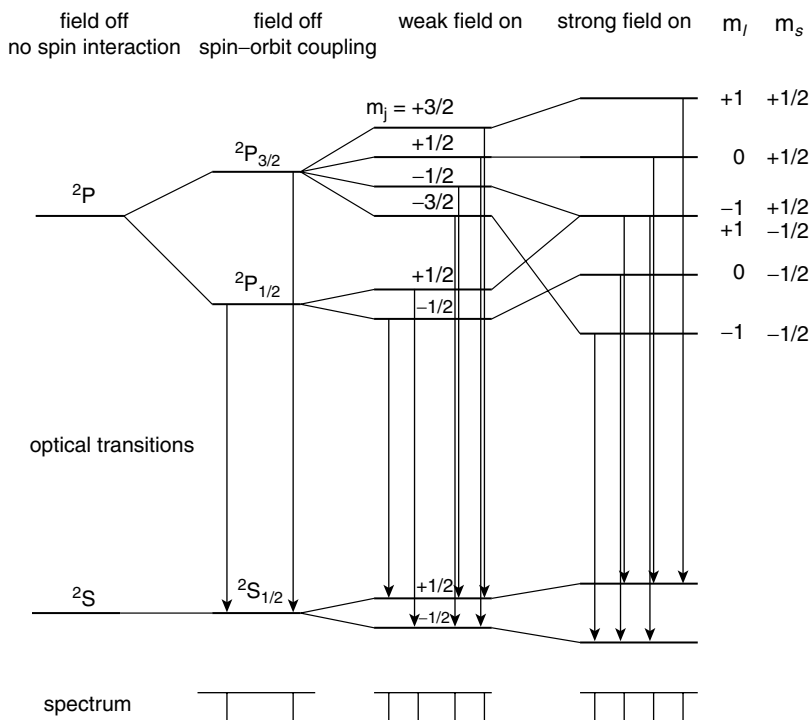 field off field off weak field on strong field on m_l m_s
no spin interaction spin–orbit coupling
m_j = +3/2 +1 +1/2
+1/2 0 +1/2
²P_3/2
−1/2
²P
−3/2 −1 +1/2
+1 −1/2
+1/2 0 −1/2
²P_1/2
−1/2
−1 −1/2
optical transitions
²S ²S_1/2 +1/2
−1/2
spectrum